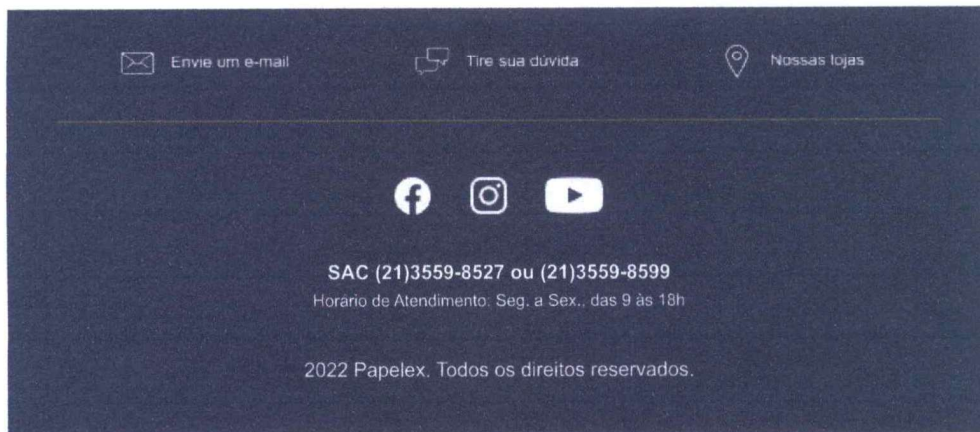 Envie um e-mail
Tire sua dúvida
Nossas lojas
SAC (21)3559-8527 ou (21)3559-8599
Horário de Atendimento: Seg. a Sex., das 9 às 18h
2022 Papelex. Todos os direitos reservados.